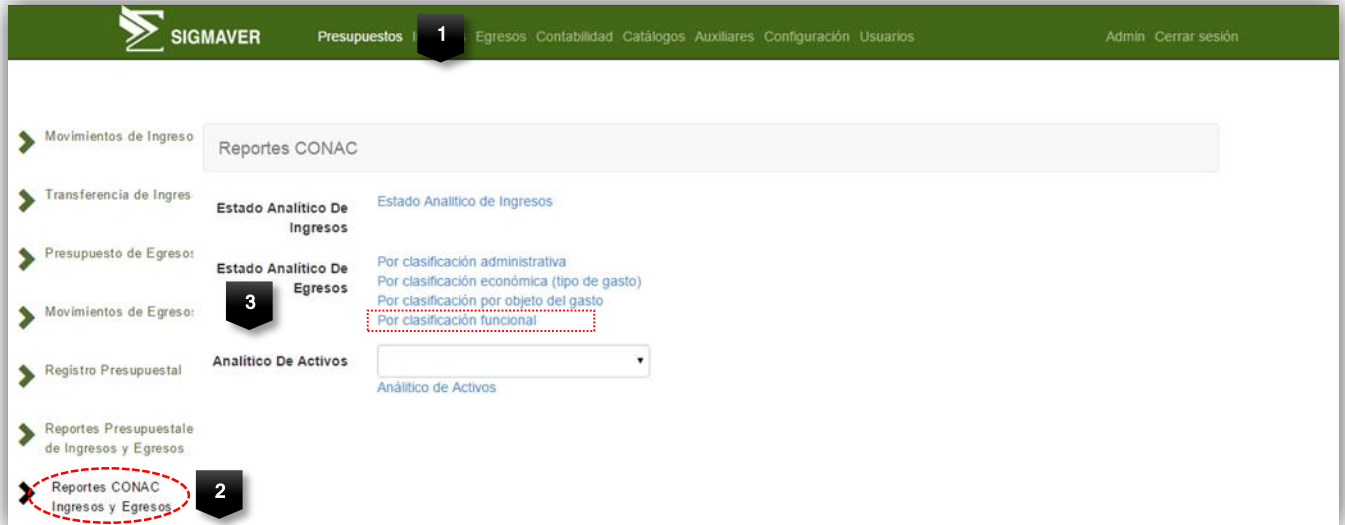 SIGMAVER
Presupuestos I 1 s Egresos Contabilidad Catálogos Auxiliares Configuración Usuarios
Admin Cerrar sesión
Movimientos de Ingreso
Transferencia de Ingres
Presupuesto de Egresos
Movimientos de Egresos
Registro Presupuestal
Reportes Presupuestale
de Ingresos y Egresos
Reportes CONAC
Ingresos y Egresos
2
Reportes CONAC
Estado Analítico De
Ingresos
Estado Analitico de Ingresos
Estado Analítico De
Egresos
3
Por clasificación administrativa
Por clasificación económica (tipo de gasto)
Por clasificación por objeto del gasto
Por clasificación funcional
Analítico De Activos
Análitico de Activos